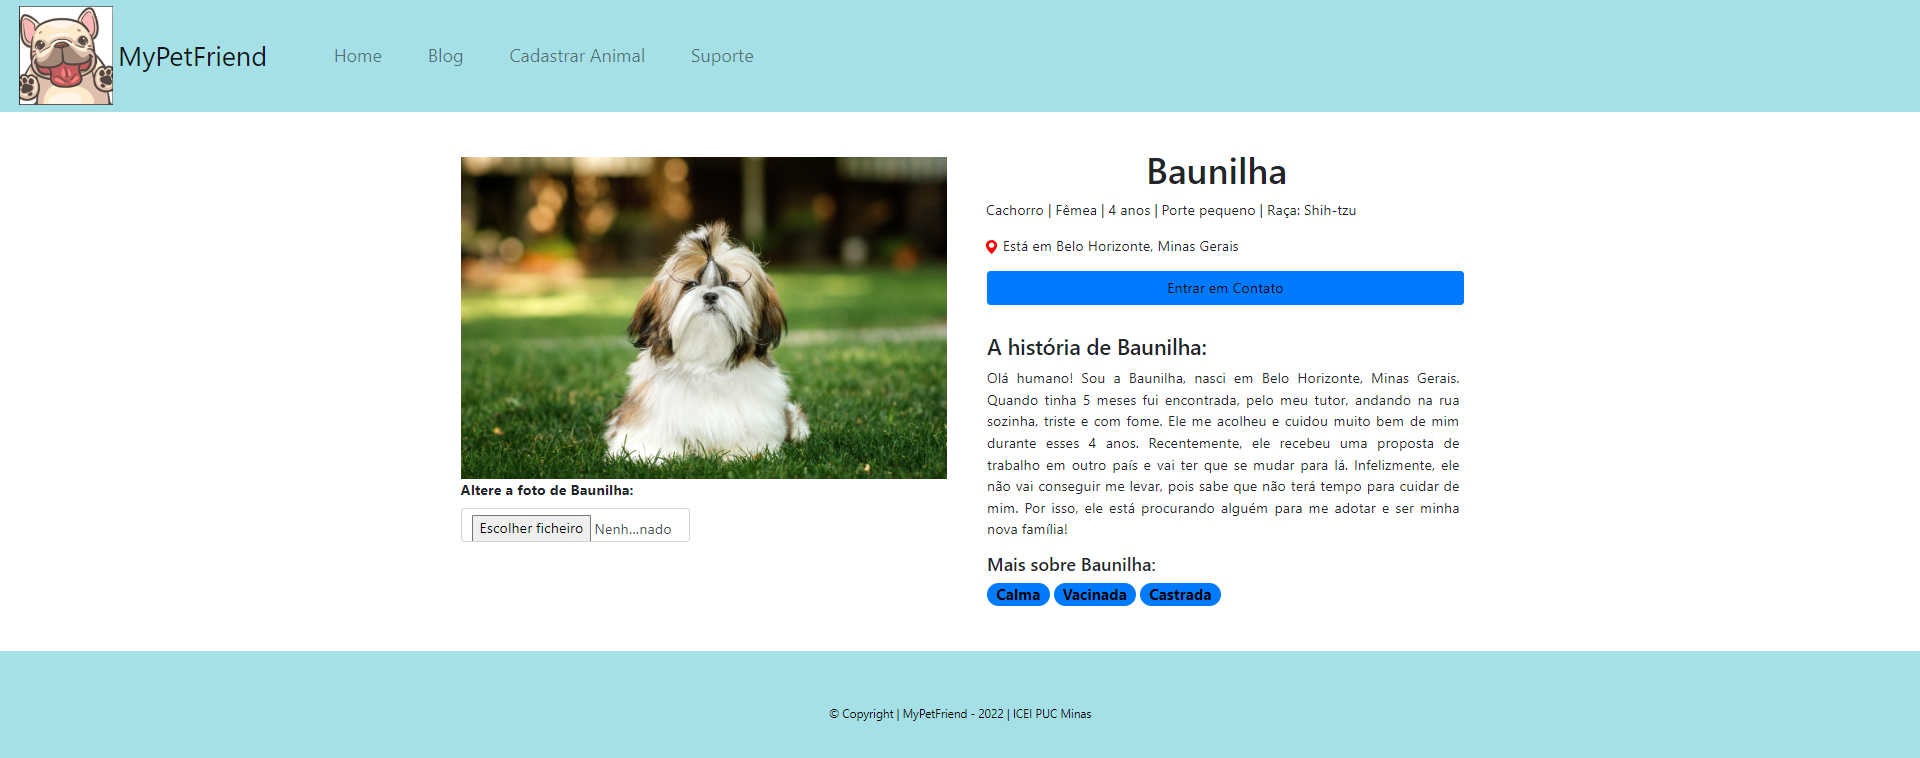 MyPetFriend Home Blog Cadastrar Animal Suporte
Baunilha
Cachorro | Fêmea | 4 anos | Porte pequeno | Raça: Shih-tzu
Está em Belo Horizonte, Minas Gerais
Entrar em Contato
A história de Baunilha:
Olá humano! Sou a Baunilha, nasci em Belo Horizonte, Minas Gerais.
Quando tinha 5 meses fui encontrada, pelo meu tutor, andando na rua
sozinha, triste e com fome. Ele me acolheu e cuidou muito bem de mim
durante esses 4 anos. Recentemente, ele recebeu uma proposta de
trabalho em outro país e vai ter que se mudar para lá. Infelizmente, ele
não vai conseguir me levar, pois sabe que não terá tempo para cuidar de
mim. Por isso, ele está procurando alguém para me adotar e ser minha
nova família!
Altere a foto de Baunilha:
Escolher ficheiro Nenh...nado
Mais sobre Baunilha:
Calma Vacinada Castrada
© Copyright | MyPetFriend - 2022 | ICEI PUC Minas